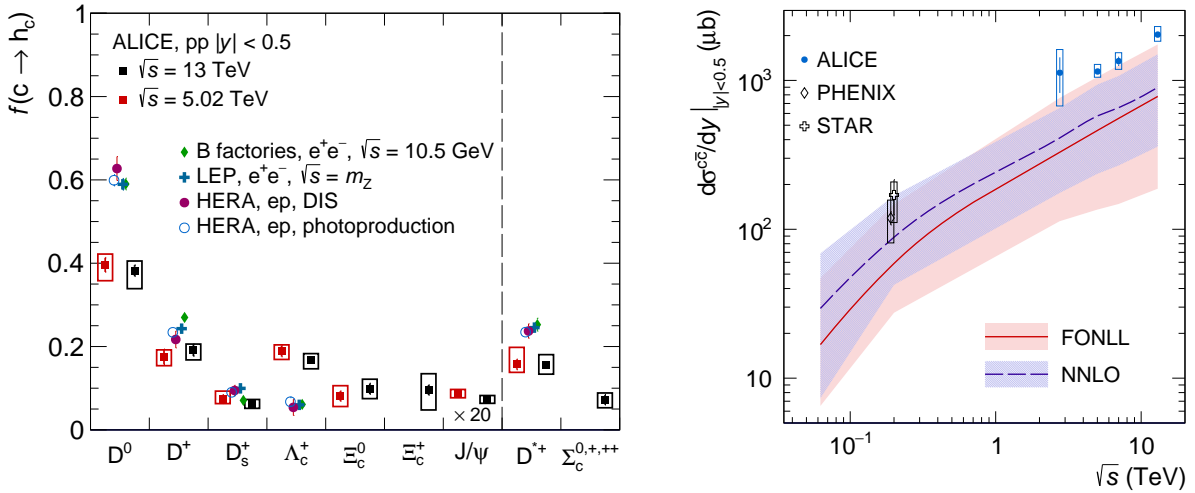 f(c → h_c)
1
0.8
0.6
0.4
0.2
0
ALICE, pp |y| < 0.5
√s = 13 TeV
√s = 5.02 TeV
B factories, e⁺e⁻, √s = 10.5 GeV
LEP, e⁺e⁻, √s = m_Z
HERA, ep, DIS
HERA, ep, photoproduction
× 20
D⁰ D⁺ D_s⁺ Λ_c⁺ Ξ_c⁰ Ξ_c⁺ J/ψ D*⁺ Σ_c^{0,+,++}
dσ^{cc̄}/dy |_{|y|<0.5} (μb)
10³
10²
10
ALICE
PHENIX
STAR
FONLL
NNLO
10⁻¹ 1 10
√s (TeV)